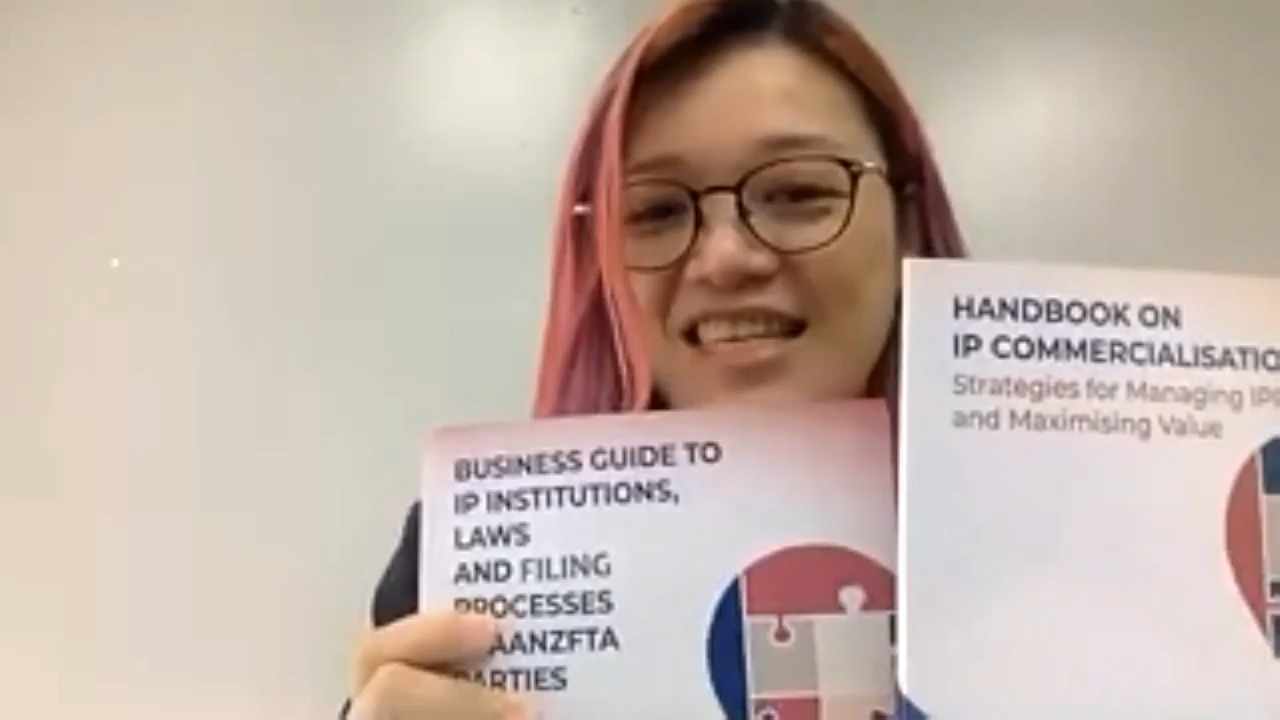 BUSINESS GUIDE TO
IP INSTITUTIONS,
LAWS
AND FILING
PROCESSES
AANZFTA
PARTIES
HANDBOOK ON
IP COMMERCIALISATIO
Strategies for Managing IP
and Maximising Value